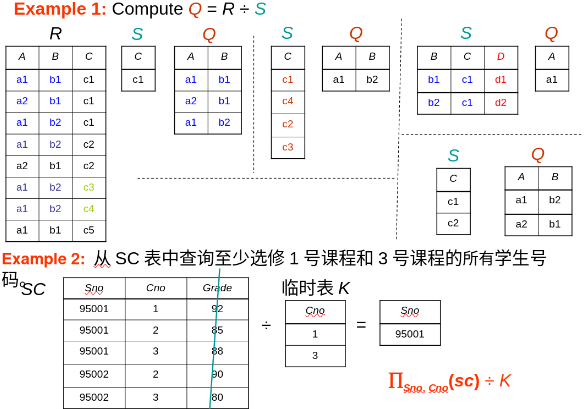 Example 1: Compute Q = R ÷ S
R S Q S Q S Q
A B C
a1 b1 c1
a2 b1 c1
a1 b2 c1
a1 b2 c2
a2 b1 c2
a1 b2 c3
a1 b2 c4
a1 b1 c5
C
c1
A B
a1 b1
a2 b1
a1 b2
C
c1
c4
c2
c3
A B
a1 b2
B C D
b1 c1 d1
b2 c1 d2
A
a1
S Q
C
c1
c2
A B
a1 b2
a2 b1
Example 2: 从 SC 表中查询至少选修 1 号课程和 3 号课程的所有学生号
码。
SC
Sno Cno Grade
95001 1 92
95001 2 85
95001 3 88
95002 2 90
95002 3 80
÷
临时表 K
Cno
1
3
=
Sno
95001
∏Sno, Cno(sc) ÷ K